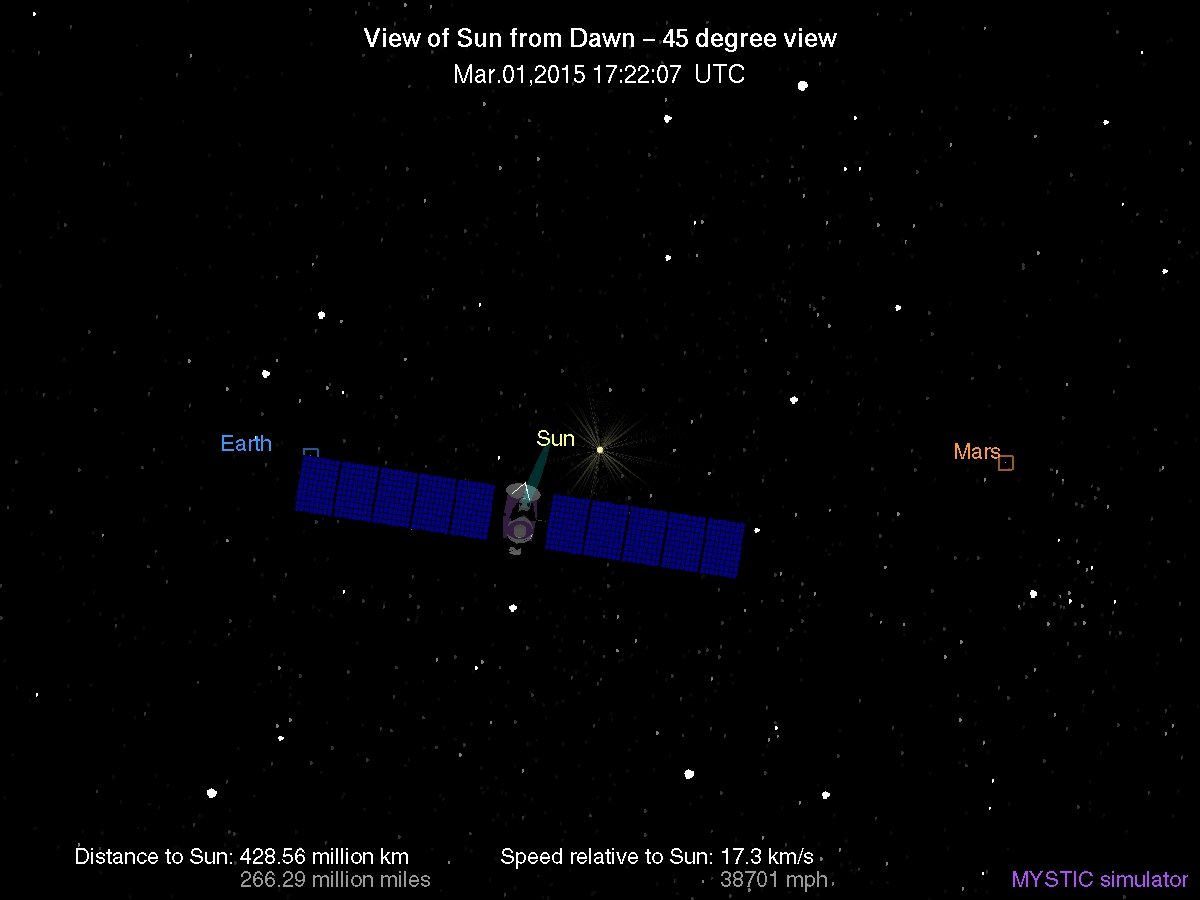 View of Sun from Dawn – 45 degree view
Mar.01,2015 17:22:07 UTC
Sun
Earth
Mars
Distance to Sun: 428.56 million km
266.29 million miles
Speed relative to Sun: 17.3 km/s
38701 mph
MYSTIC simulator